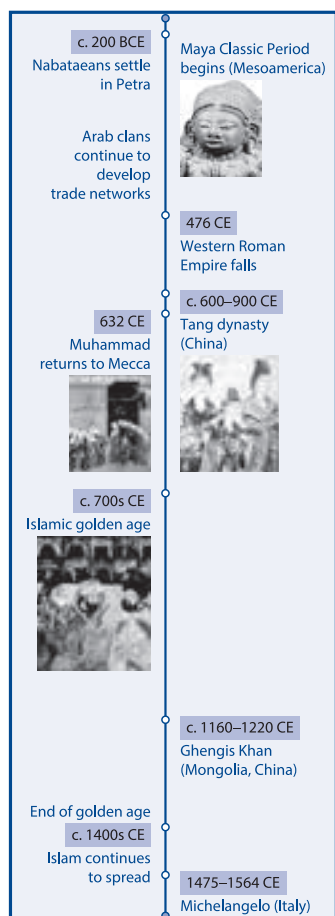 c. 200 BCE
Nabataeans settle
in Petra
Maya Classic Period
begins (Mesoamerica)
Arab clans
continue to
develop
trade networks
476 CE
Western Roman
Empire falls
c. 600–900 CE
Tang dynasty
(China)
632 CE
Muhammad
returns to Mecca
c. 700s CE
Islamic golden age
c. 1160–1220 CE
Ghengis Khan
(Mongolia, China)
End of golden age
c. 1400s CE
Islam continues
to spread
1475–1564 CE
Michelangelo (Italy)